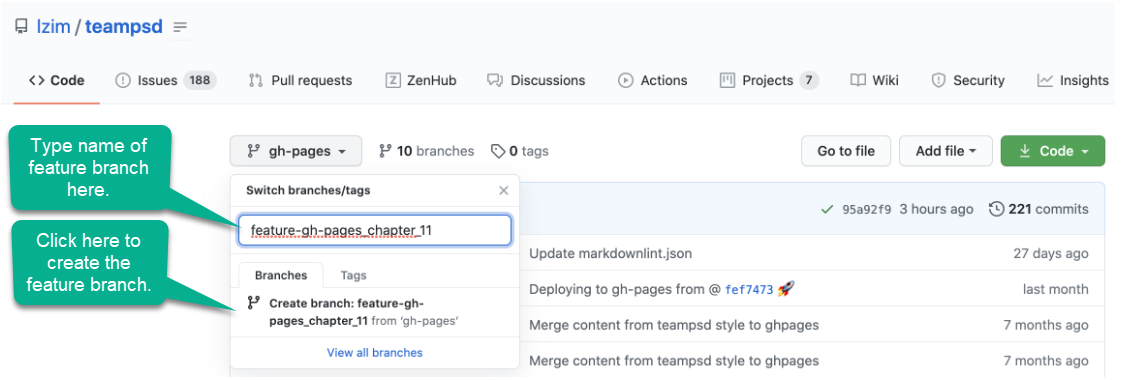 lzim / teampsd
Code Issues 188 Pull requests ZenHub Discussions Actions Projects 7 Wiki Security Insights
Type name of
feature branch
here.
gh-pages 10 branches 0 tags Go to file Add file Code
Switch branches/tags
95a92f9 3 hours ago 221 commits
feature-gh-pages_chapter_11
Click here to
create the
feature branch.
Update markdownlint.json 27 days ago
Branches Tags
Deploying to gh-pages from @ fef7473 🚀 last month
Create branch: feature-gh-
pages_chapter_11 from ‘gh-pages’
Merge content from teampsd style to ghpages 7 months ago
View all branches
Merge content from teampsd style to ghpages 7 months ago